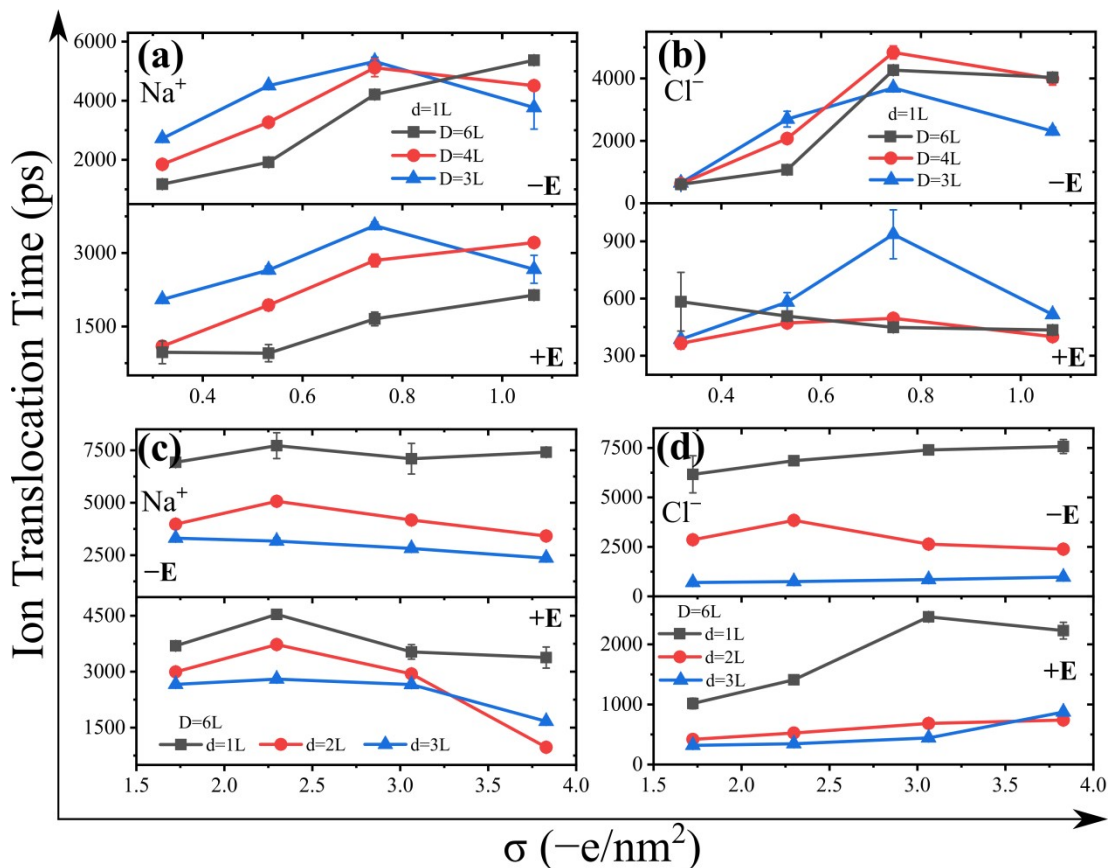 Ion Translocation Time (ps)
(a)
Na⁺
6000
4000
2000
d=1L
D=6L
D=4L
D=3L
−E
3000
1500
+E
0.4
0.6
0.8
1.0
(b)
Cl⁻
4000
2000
0
d=1L
D=6L
D=4L
D=3L
−E
900
600
300
+E
0.4
0.6
0.8
1.0
(c)
Na⁺
7500
5000
2500
−E
4500
3000
1500
+E
D=6L
d=1L
d=2L
d=3L
2.0
2.5
3.0
3.5
4.0
(d)
Cl⁻
7500
5000
2500
0
−E
2000
1000
0
D=6L
d=1L
d=2L
d=3L
+E
1.5
2.0
2.5
3.0
3.5
4.0
σ (−e/nm²)